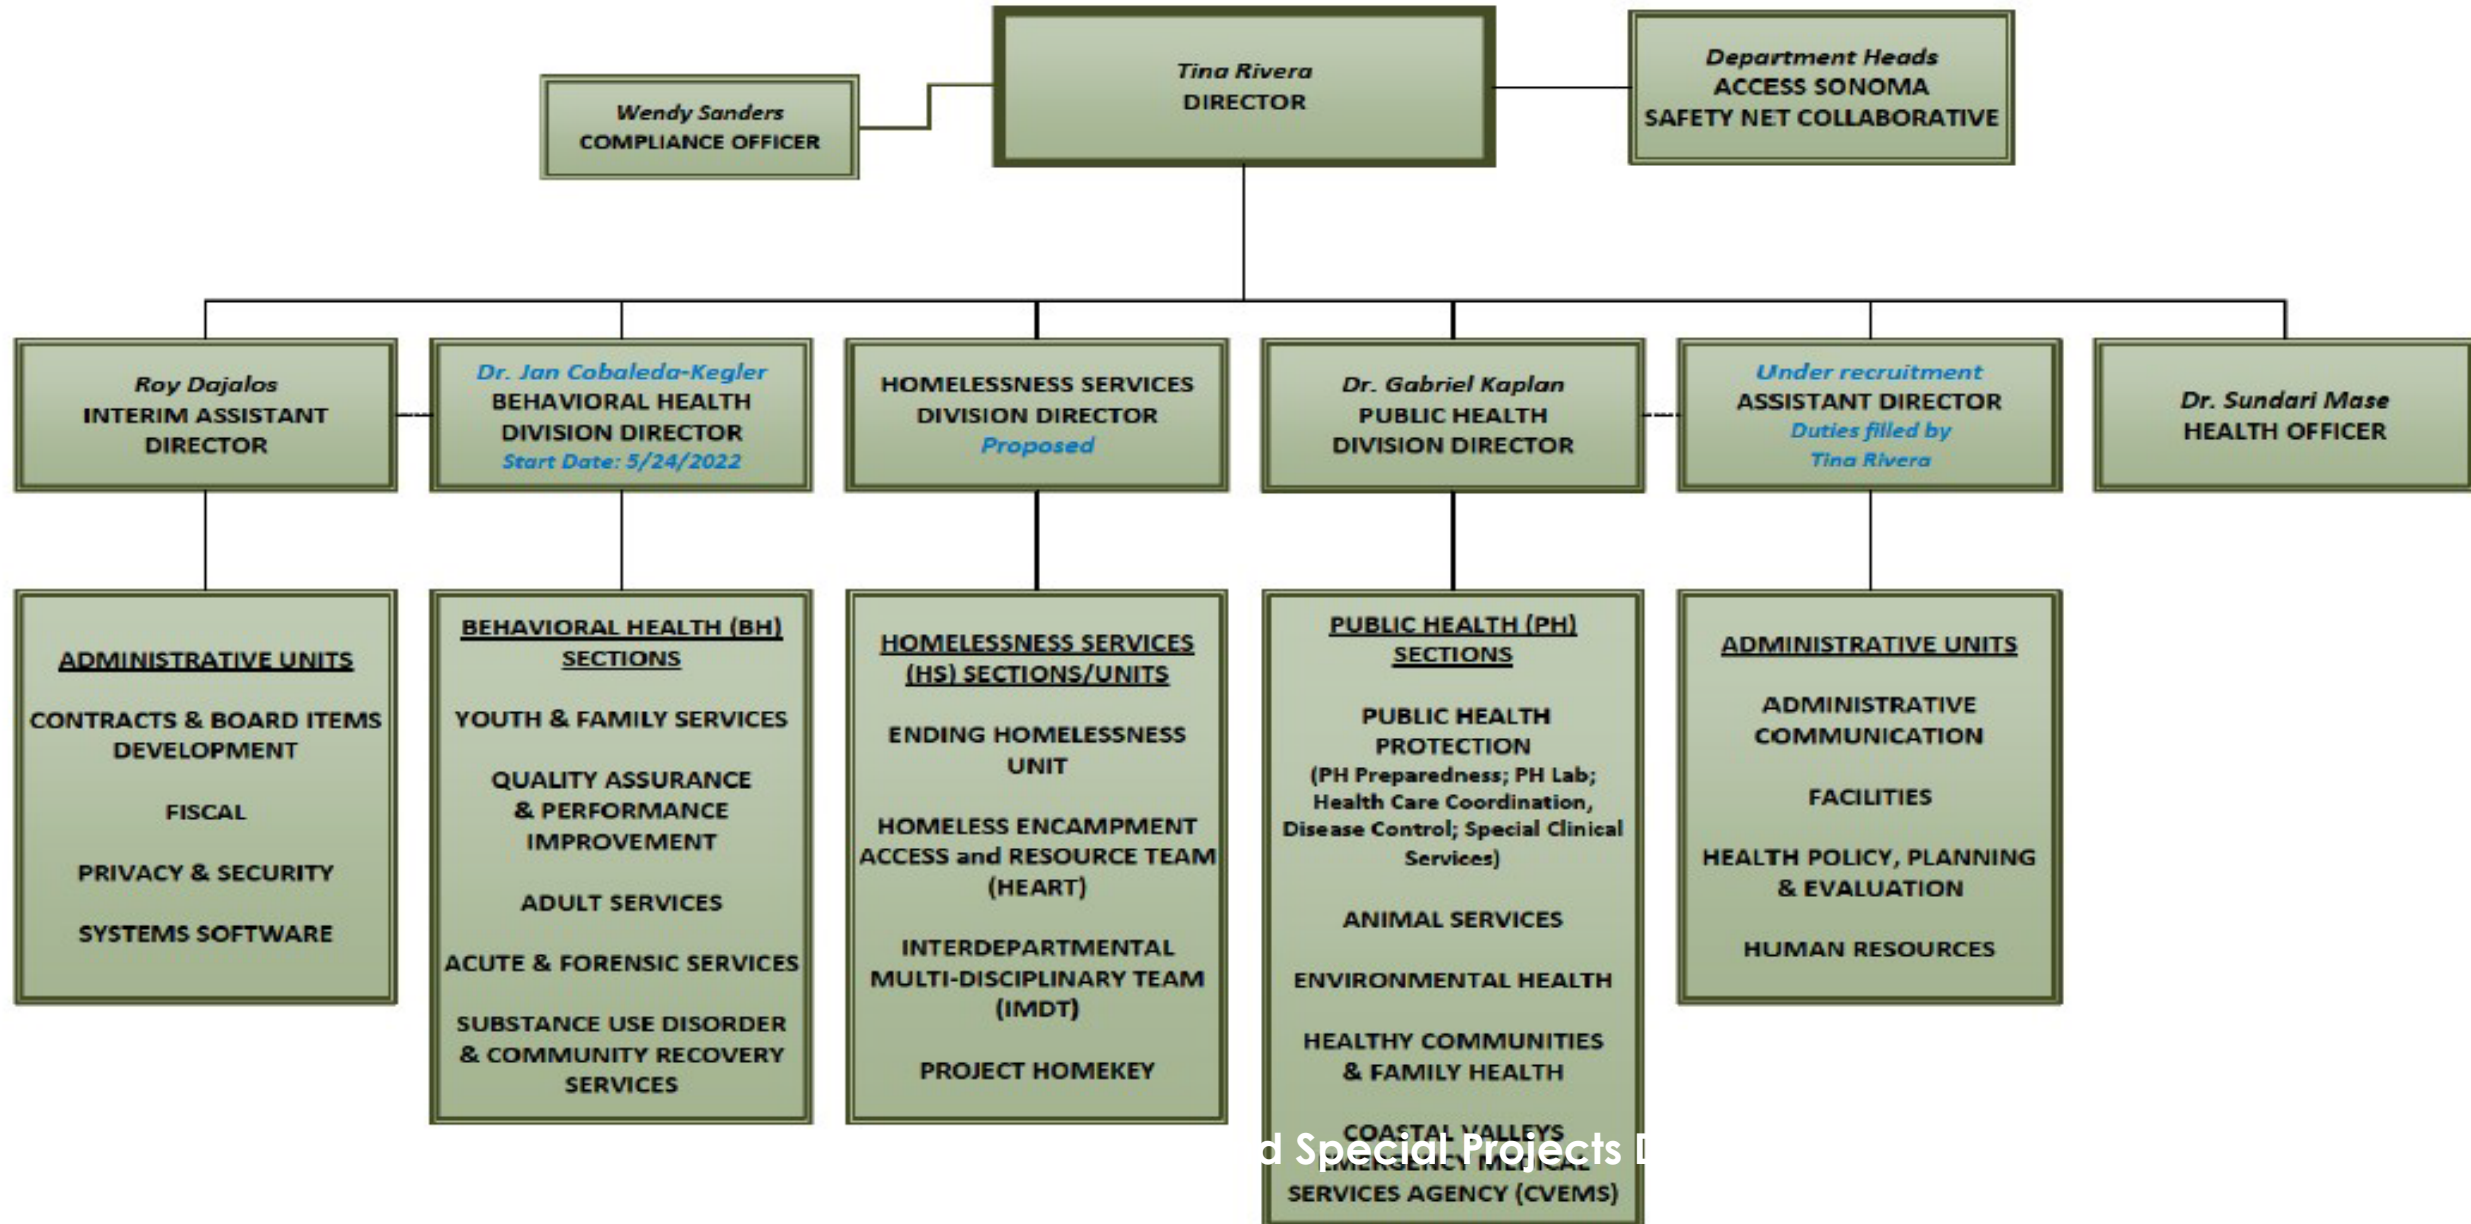 Tina Rivera
DIRECTOR
Wendy Sanders
COMPLIANCE OFFICER
Department Heads
ACCESS SONOMA
SAFETY NET COLLABORATIVE
Roy Dajalos
INTERIM ASSISTANT
DIRECTOR
Dr. Jan Cobaleda-Kegler
BEHAVIORAL HEALTH
DIVISION DIRECTOR
Start Date: 5/24/2022
HOMELESSNESS SERVICES
DIVISION DIRECTOR
Proposed
Dr. Gabriel Kaplan
PUBLIC HEALTH
DIVISION DIRECTOR
Under recruitment
ASSISTANT DIRECTOR
Duties filled by
Tina Rivera
Dr. Sundari Mase
HEALTH OFFICER
ADMINISTRATIVE UNITS
CONTRACTS & BOARD ITEMS
DEVELOPMENT
FISCAL
PRIVACY & SECURITY
SYSTEMS SOFTWARE
BEHAVIORAL HEALTH (BH)
SECTIONS
YOUTH & FAMILY SERVICES
QUALITY ASSURANCE
& PERFORMANCE
IMPROVEMENT
ADULT SERVICES
ACUTE & FORENSIC SERVICES
SUBSTANCE USE DISORDER
& COMMUNITY RECOVERY
SERVICES
HOMELESSNESS SERVICES
(HS) SECTIONS/UNITS
ENDING HOMELESSNESS
UNIT
HOMELESS ENCAMPMENT
ACCESS and RESOURCE TEAM
(HEART)
INTERDEPARTMENTAL
MULTI-DISCIPLINARY TEAM
(IMDT)
PROJECT HOMEKEY
PUBLIC HEALTH (PH)
SECTIONS
PUBLIC HEALTH
PROTECTION
(PH Preparedness; PH Lab;
Health Care Coordination,
Disease Control; Special Clinical
Services)
ANIMAL SERVICES
ENVIRONMENTAL HEALTH
HEALTHY COMMUNITIES
& FAMILY HEALTH
COASTAL VALLEYS
EMERGENCY MEDICAL
SERVICES AGENCY (CVEMS)
Special Projects
ADMINISTRATIVE UNITS
ADMINISTRATIVE
COMMUNICATION
FACILITIES
HEALTH POLICY, PLANNING
& EVALUATION
HUMAN RESOURCES